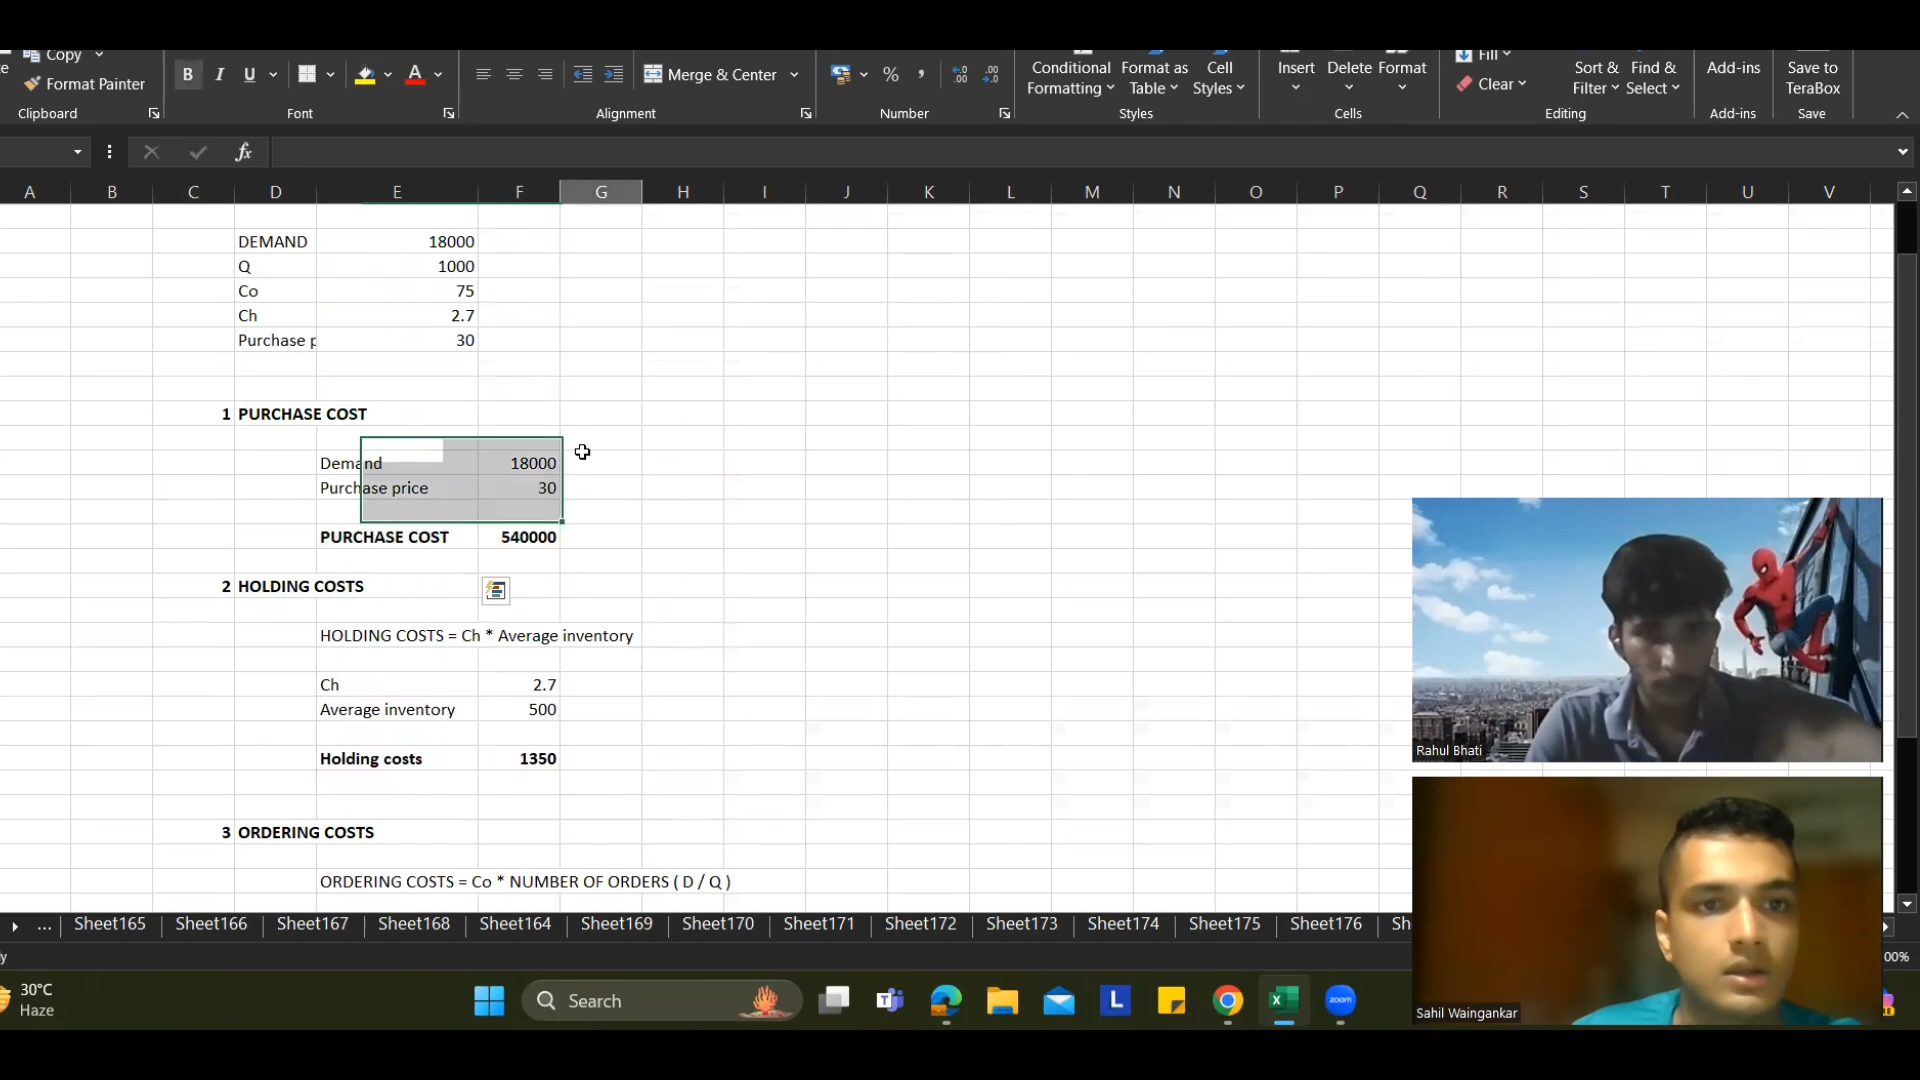 Copy
Format Painter
Clipboard
B I U A
Font
Merge & Center
Alignment
% ,
Number
Conditional Formatting
Format as Table
Cell Styles
Styles
Insert
Delete
Format
Cells
Fill
Clear
Sort & Filter
Find & Select
Editing
Add-ins
Add-ins
Save to TeraBox
Save
fx
A B C D E F G H I J K L M N O P Q R S T U V
DEMAND 18000
Q 1000
Co 75
Ch 2.7
Purchase p 30
1 PURCHASE COST
Demand 18000
Purchase price 30
PURCHASE COST 540000
2 HOLDING COSTS
HOLDING COSTS = Ch * Average inventory
Ch 2.7
Average inventory 500
Holding costs 1350
3 ORDERING COSTS
ORDERING COSTS = Co * NUMBER OF ORDERS ( D / Q )
Rahul Bhati
Sahil Waingankar
... Sheet165 Sheet166 Sheet167 Sheet168 Sheet164 Sheet169 Sheet170 Sheet171 Sheet172 Sheet173 Sheet174 Sheet175 Sheet176
00%
30°C
Haze
Search
L
zoom